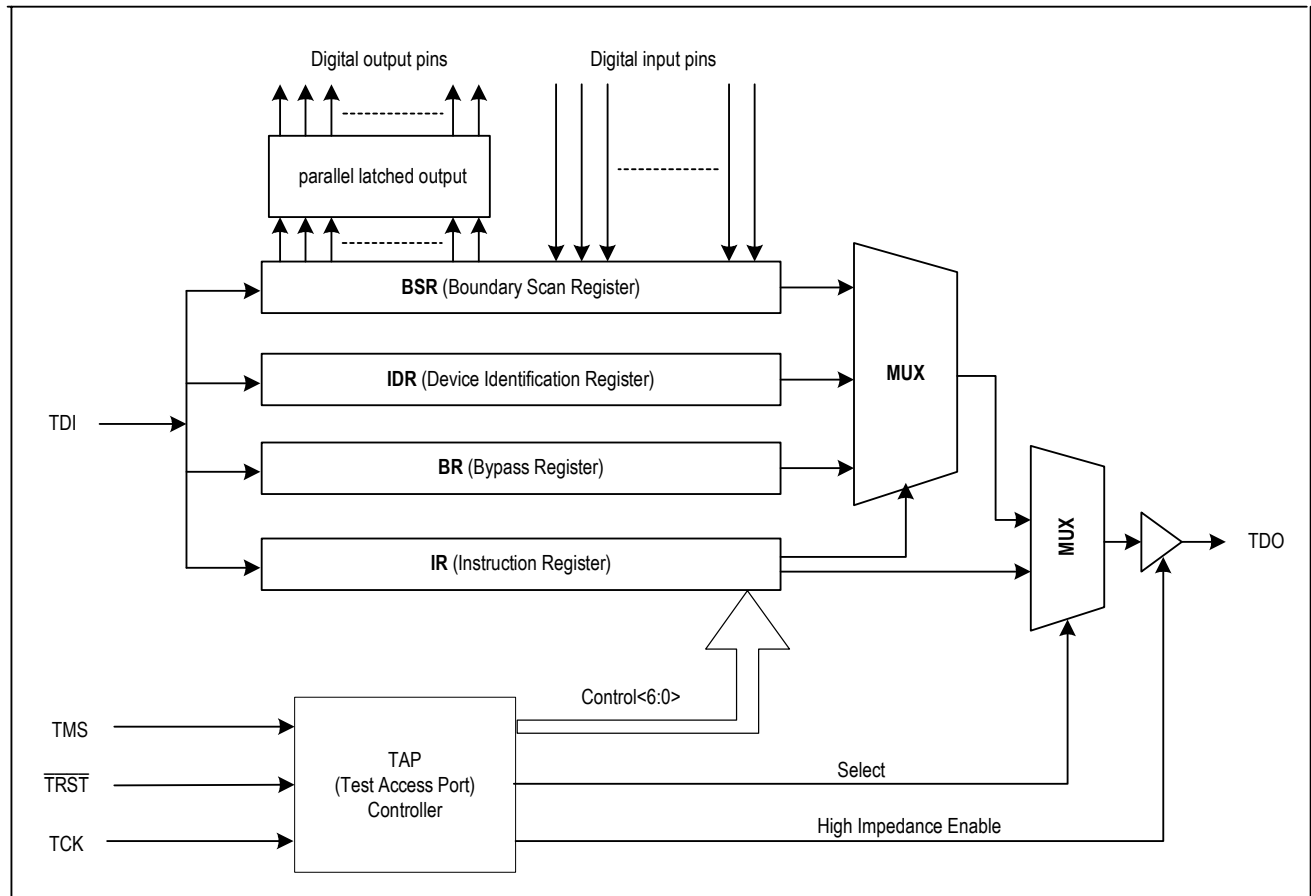 Digital output pins
Digital input pins
parallel latched output
BSR (Boundary Scan Register)
IDR (Device Identification Register)
MUX
TDI
BR (Bypass Register)
MUX
TDO
IR (Instruction Register)
Control<6:0>
TMS
TAP
(Test Access Port)
Controller
T̅R̅S̅T̅
Select
TCK
High Impedance Enable